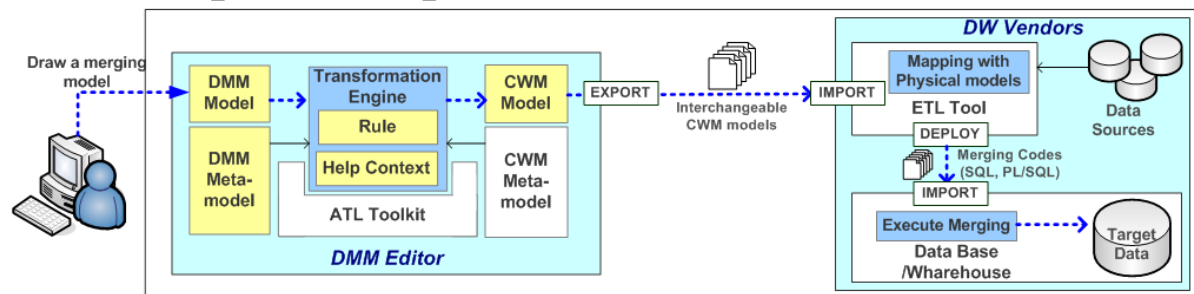 Draw a merging
model
DMM
Model
Transformation
Engine
Rule
Help Context
CWM
Model
DMM
Meta-
model
ATL Toolkit
CWM
Meta-
model
DMM Editor
EXPORT
Interchangeable
CWM models
IMPORT
DW Vendors
Mapping with
Physical models
ETL Tool
Data
Sources
DEPLOY
Merging Codes
(SQL, PL/SQL)
IMPORT
Execute Merging
Data Base
/Wharehouse
Target
Data